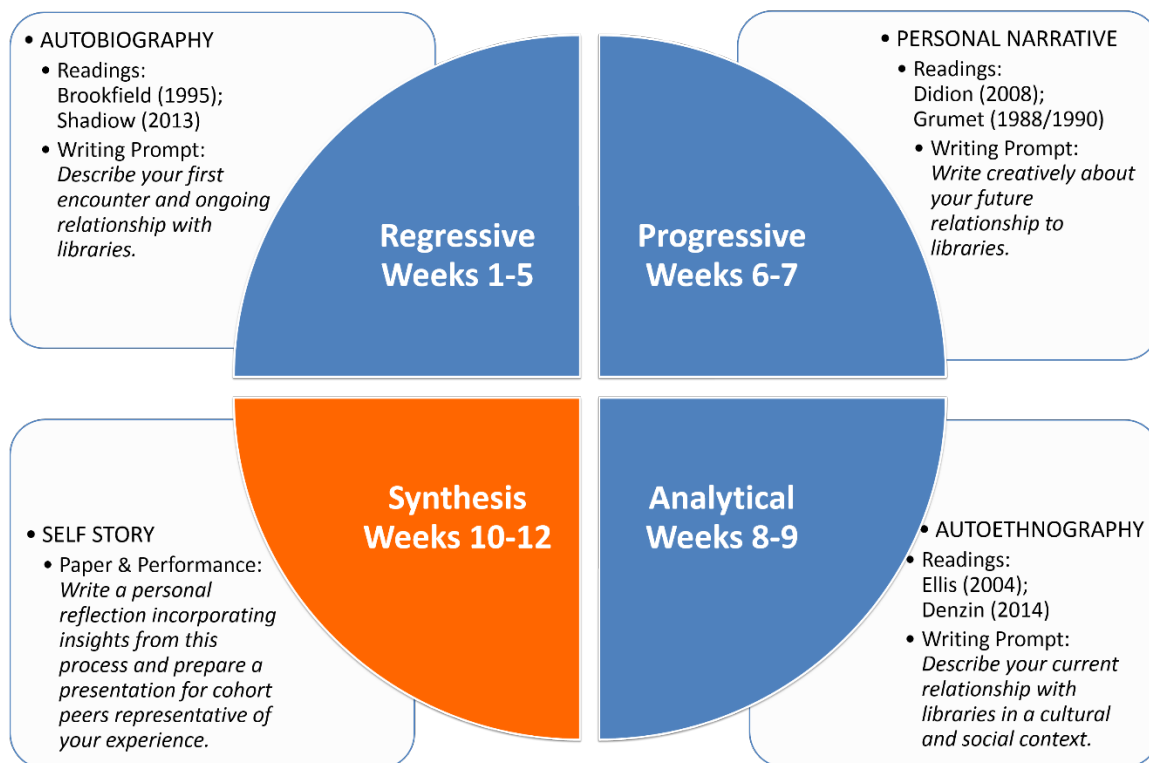 • AUTOBIOGRAPHY
• Readings:
Brookfield (1995);
Shadiow (2013)
• Writing Prompt:
Describe your first
encounter and ongoing
relationship with
libraries.
Regressive
Weeks 1-5
• PERSONAL NARRATIVE
• Readings:
Didion (2008);
Grumet (1988/1990)
• Writing Prompt:
Write creatively about
your future
relationship to
libraries.
Progressive
Weeks 6-7
• SELF STORY
• Paper & Performance:
Write a personal
reflection incorporating
insights from this
process and prepare a
presentation for cohort
peers representative of
your experience.
Synthesis
Weeks 10-12
Analytical
Weeks 8-9
• AUTOETHNOGRAPHY
• Readings:
Ellis (2004);
Denzin (2014)
• Writing Prompt:
Describe your current
relationship with
libraries in a cultural
and social context.